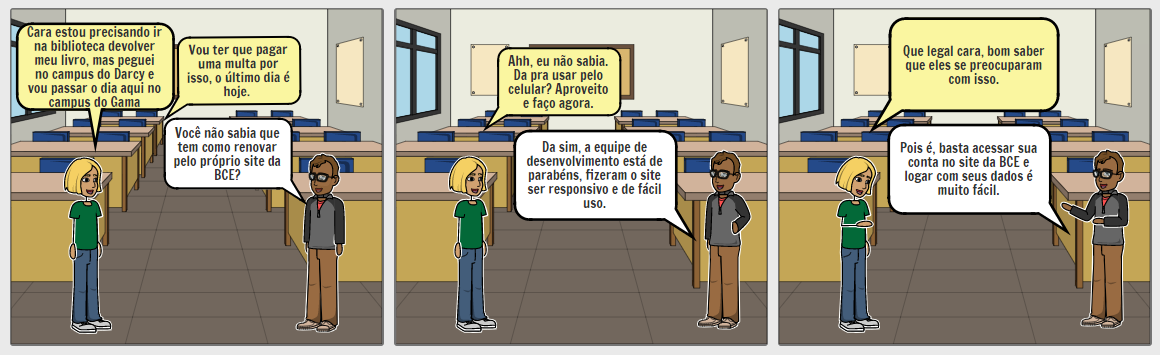 Cara estou precisando ir
na biblioteca devolver
meu livro, mas peguei
no campus do Darcy e
vou passar o dia aqui no
campus do Gama
Vou ter que pagar
uma multa por
isso, o último dia é
hoje.
Você não sabia que
tem como renovar
pelo próprio site da
BCE?
Ahh, eu não sabia.
Da pra usar pelo
celular? Aproveito
e faço agora.
Da sim, a equipe de
desenvolvimento está de
parabéns, fizeram o site
ser responsivo e de fácil
uso.
Que legal cara, bom saber
que eles se preocuparam
com isso.
Pois é, basta acessar sua
conta no site da BCE e
logar com seus dados é
muito fácil.